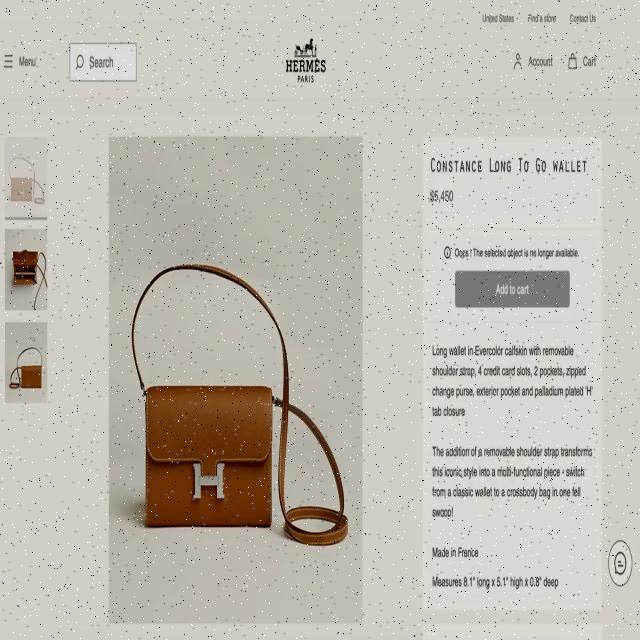 United States Find a store Contact Us
Menu Search HERMÈS Account Cart
PARIS
Constance Long To Go wallet
$5,450
Oops ! The selected object is no longer available.
Add to cart
Long wallet in Evercolor calfskin with removable
shoulder strap, 4 credit card slots, 2 pockets, zipped
change purse, exterior pocket and palladium plated 'H'
tab closure
The addition of a removable shoulder strap transforms
this iconic style into a multi-functional piece - switch
from a classic wallet to a crossbody bag in one fell
swoop!
Made in France
Measures 8.1" long x 5.1" high x 0.8" deep